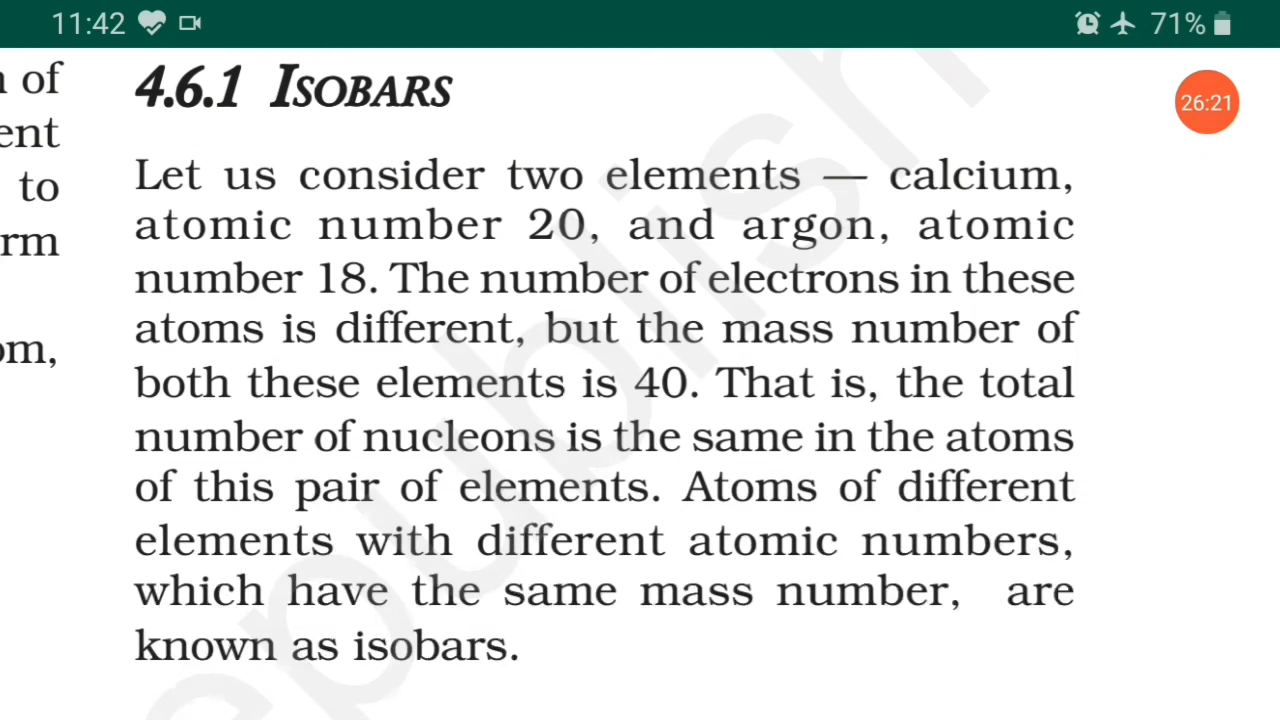 11:42
71%
26:21
n of
ent
to
rm
om,
4.6.1 ISOBARS
Let us consider two elements — calcium,
atomic number 20, and argon, atomic
number 18. The number of electrons in these
atoms is different, but the mass number of
both these elements is 40. That is, the total
number of nucleons is the same in the atoms
of this pair of elements. Atoms of different
elements with different atomic numbers,
which have the same mass number, are
known as isobars.
epublish